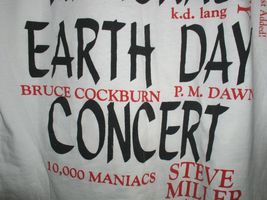 k.d. lang
EARTH DAY
BRUCE COCKBURN P.M. DAWN
CONCERT
10,000 MANIACS
STEVE
MILLER